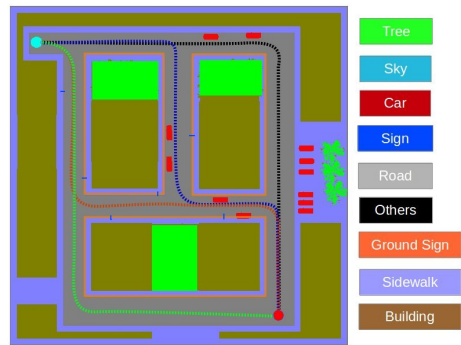 Tree
Sky
Car
Sign
Road
Others
Ground Sign
Sidewalk
Building